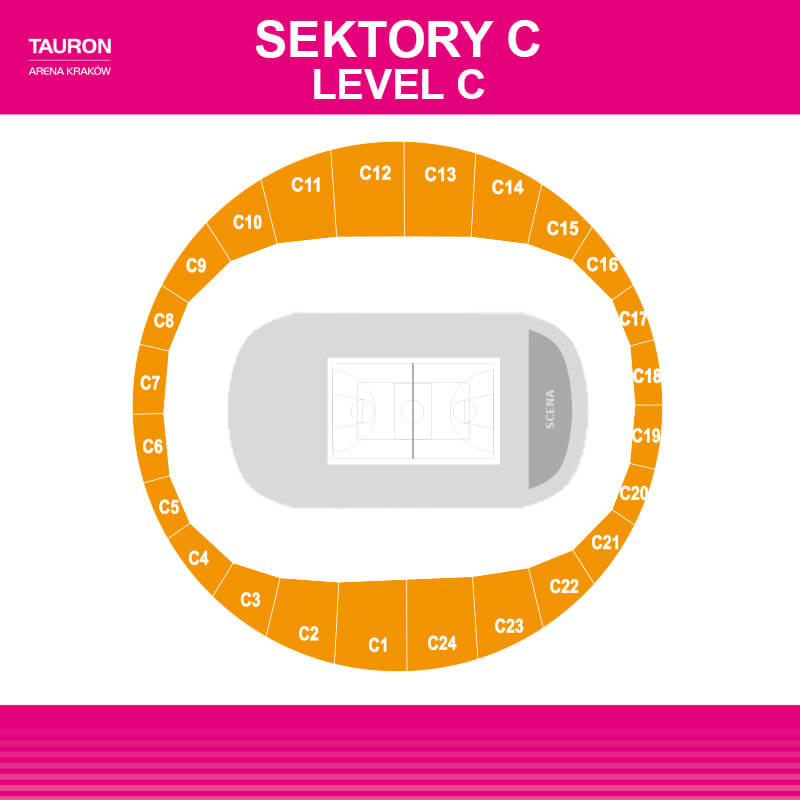 TAURON
ARENA KRAKÓW
SEKTORY C
LEVEL C
C12
C13
C11
C14
C10
C15
C9
C16
C8
C17
C7
C18
SCENA
C6
C19
C5
C20
C4
C21
C3
C22
C2
C23
C1
C24